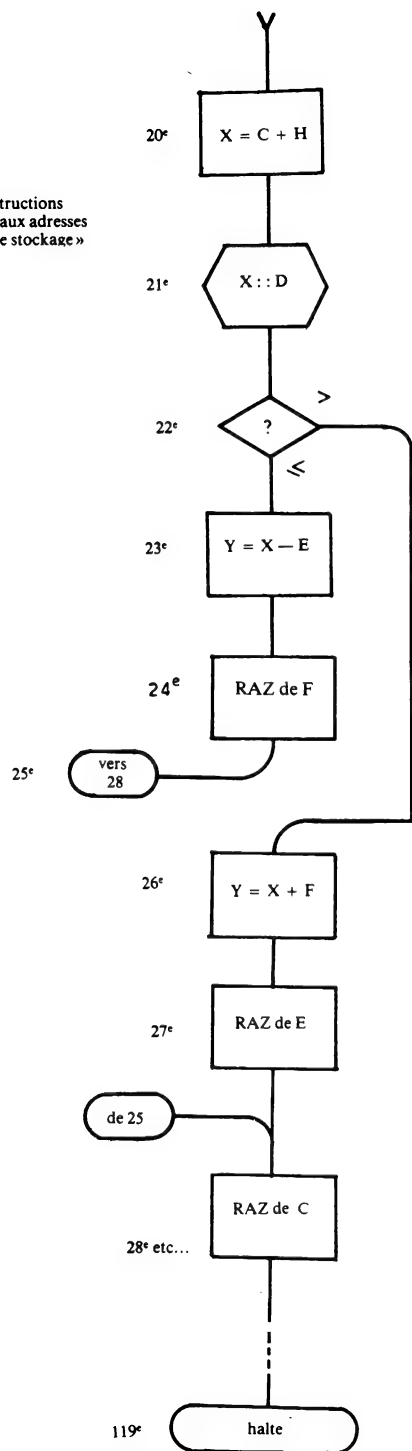 20e X = C + H
tructions
aux adresses
e stockage »
21e X : : D
>
22e ?
≤
23e Y = X — E
24e RAZ de F
25e vers
28
26e Y = X + F
27e RAZ de E
de 25
RAZ de C
28e etc...
119e halte